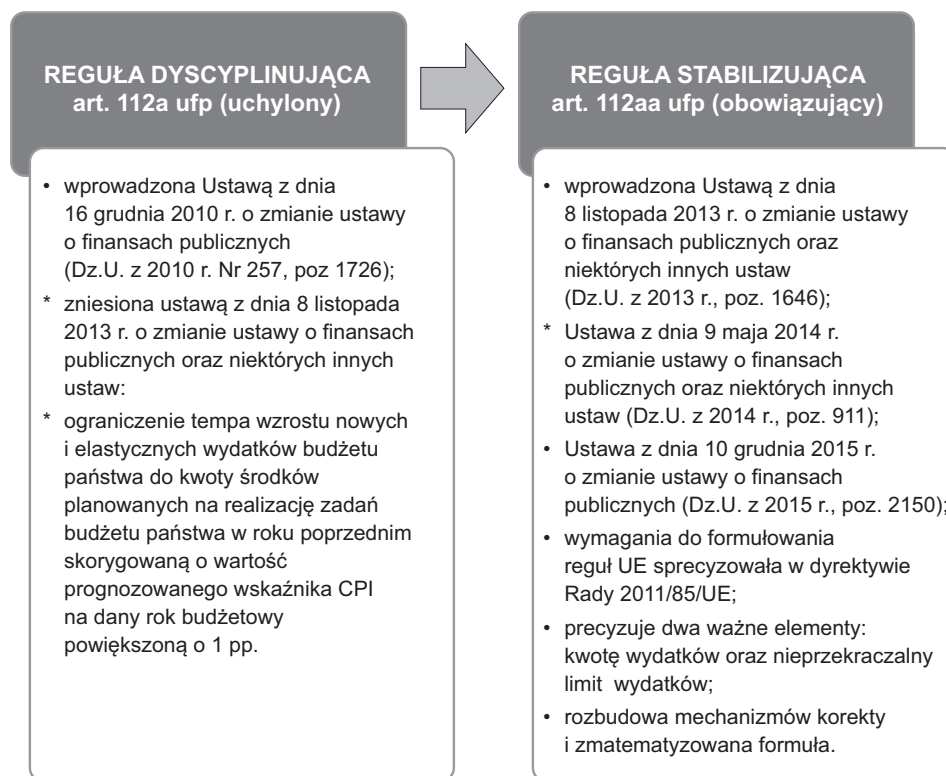 REGUŁA DYSCYPLINUJĄCA
art. 112a ufp (uchylony)
• wprowadzona Ustawą z dnia
16 grudnia 2010 r. o zmianie ustawy
o finansach publicznych
(Dz.U. z 2010 r. Nr 257, poz 1726);
* zniesiona ustawą z dnia 8 listopada
2013 r. o zmianie ustawy o finansach
publicznych oraz niektórych innych
ustaw:
* ograniczenie tempa wzrostu nowych
i elastycznych wydatków budżetu
państwa do kwoty środków
planowanych na realizację zadań
budżetu państwa w roku poprzednim
skorygowaną o wartość
prognozowanego wskaźnika CPI
na dany rok budżetowy
powiększoną o 1 pp.
REGUŁA STABILIZUJĄCA
art. 112aa ufp (obowiązujący)
• wprowadzona Ustawą z dnia
8 listopada 2013 r. o zmianie ustawy
o finansach publicznych oraz
niektórych innych ustaw
(Dz.U. z 2013 r., poz. 1646);
* Ustawa z dnia 9 maja 2014 r.
o zmianie ustawy o finansach
publicznych oraz niektórych innych
ustaw (Dz.U. z 2014 r., poz. 911);
• Ustawa z dnia 10 grudnia 2015 r.
o zmianie ustawy o finansach
publicznych (Dz.U. z 2015 r., poz. 2150);
• wymagania do formułowania
reguł UE sprecyzowała w dyrektywie
Rady 2011/85/UE;
• precyzuje dwa ważne elementy:
kwotę wydatków oraz nieprzekraczalny
limit wydatków;
• rozbudowa mechanizmów korekty
i zmatematyzowana formuła.